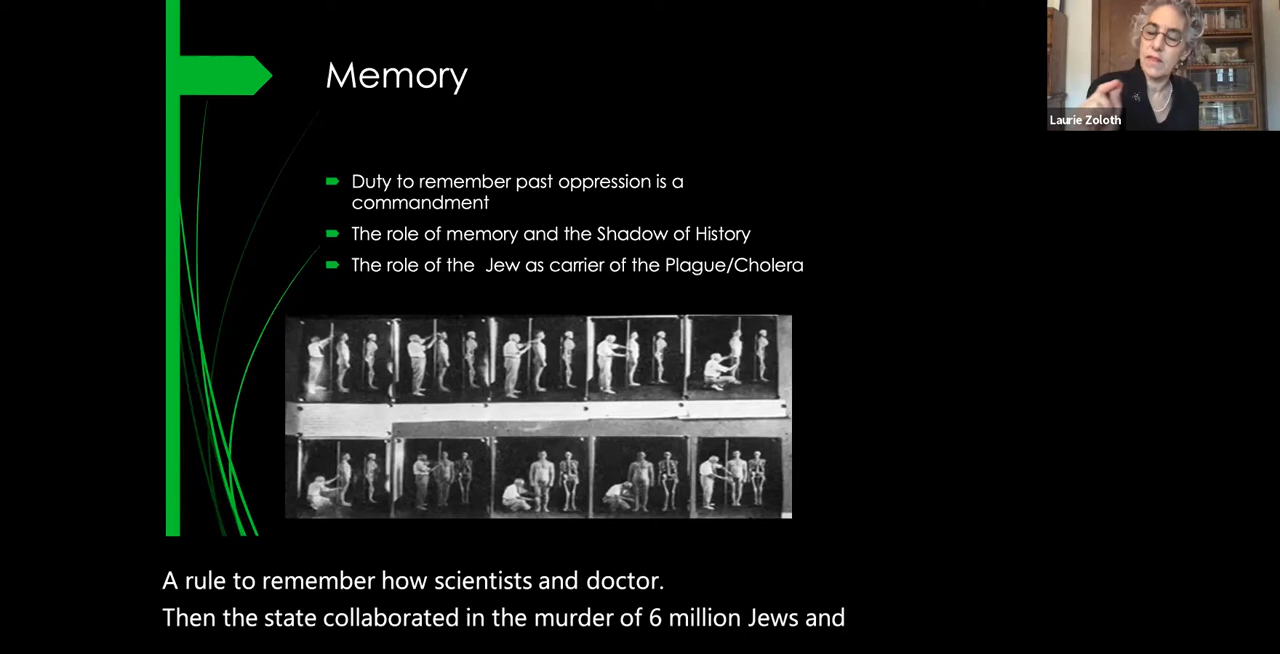 Memory
Laurie Zoloth
Duty to remember past oppression is a
commandment
The role of memory and the Shadow of History
The role of the  Jew as carrier of the Plague/Cholera
A rule to remember how scientists and doctor.
Then the state collaborated in the murder of 6 million Jews and